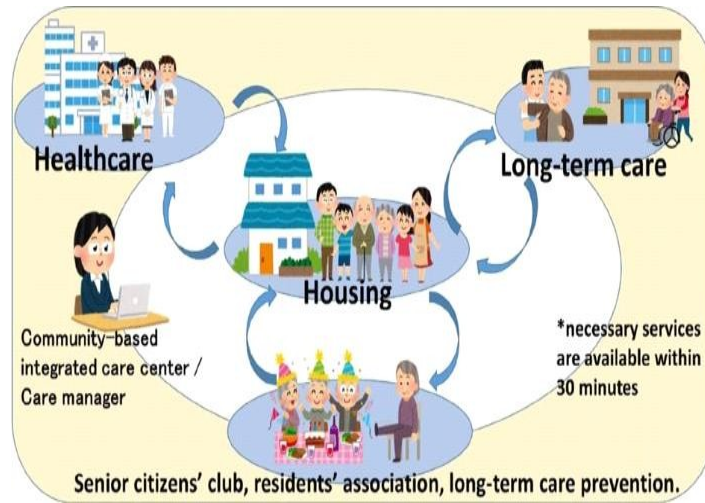 Healthcare
Long-term care
Housing
Community-based
integrated care center /
Care manager
*necessary services
are available within
30 minutes
Senior citizens' club, residents' association, long-term care prevention.